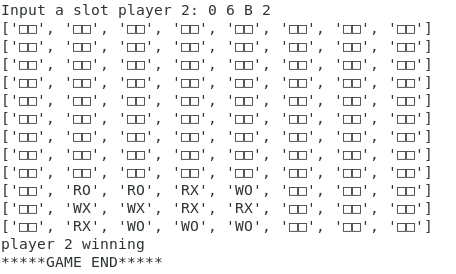 Input a slot player 2: 0 6 B 2
['□□', '□□', '□□', '□□', '□□', '□□', '□□', '□□']
['□□', '□□', '□□', '□□', '□□', '□□', '□□', '□□']
['□□', '□□', '□□', '□□', '□□', '□□', '□□', '□□']
['□□', '□□', '□□', '□□', '□□', '□□', '□□', '□□']
['□□', '□□', '□□', '□□', '□□', '□□', '□□', '□□']
['□□', '□□', '□□', '□□', '□□', '□□', '□□', '□□']
['□□', '□□', '□□', '□□', '□□', '□□', '□□', '□□']
['□□', '□□', '□□', '□□', '□□', '□□', '□□', '□□']
['□□', '□□', '□□', '□□', '□□', '□□', '□□', '□□']
['□□', 'RO', 'RO', 'RX', 'WO', '□□', '□□', '□□']
['□□', 'WX', 'WX', 'RX', 'RX', '□□', '□□', '□□']
['□□', 'RX', 'WO', 'WO', 'WO', '□□', '□□', '□□']
player 2 winning
*****GAME END*****